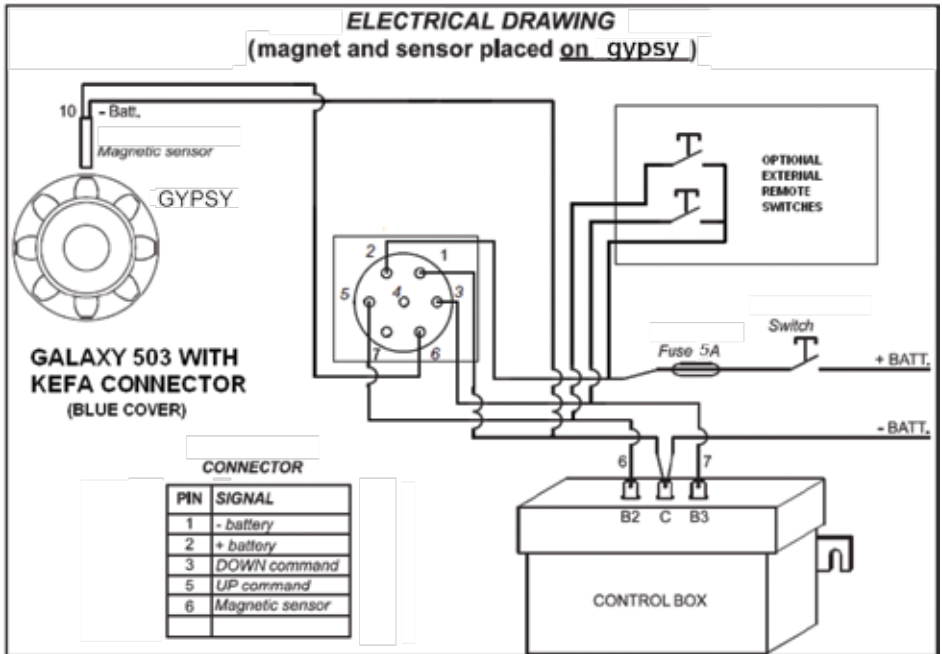 ELECTRICAL DRAWING
(magnet and sensor placed on gypsy )
10
- Batt.
Magnetic sensor
GYPSY
OPTIONAL
EXTERNAL
REMOTE
SWITCHES
2
1
5
4
3
7
6
Switch
Fuse 5A
+ BATT.
- BATT.
GALAXY 503 WITH
KEFA CONNECTOR
(BLUE COVER)
CONNECTOR
PIN SIGNAL
1 - battery
2 + battery
3 DOWN command
5 UP command
6 Magnetic sensor
6
7
B2 C B3
CONTROL BOX